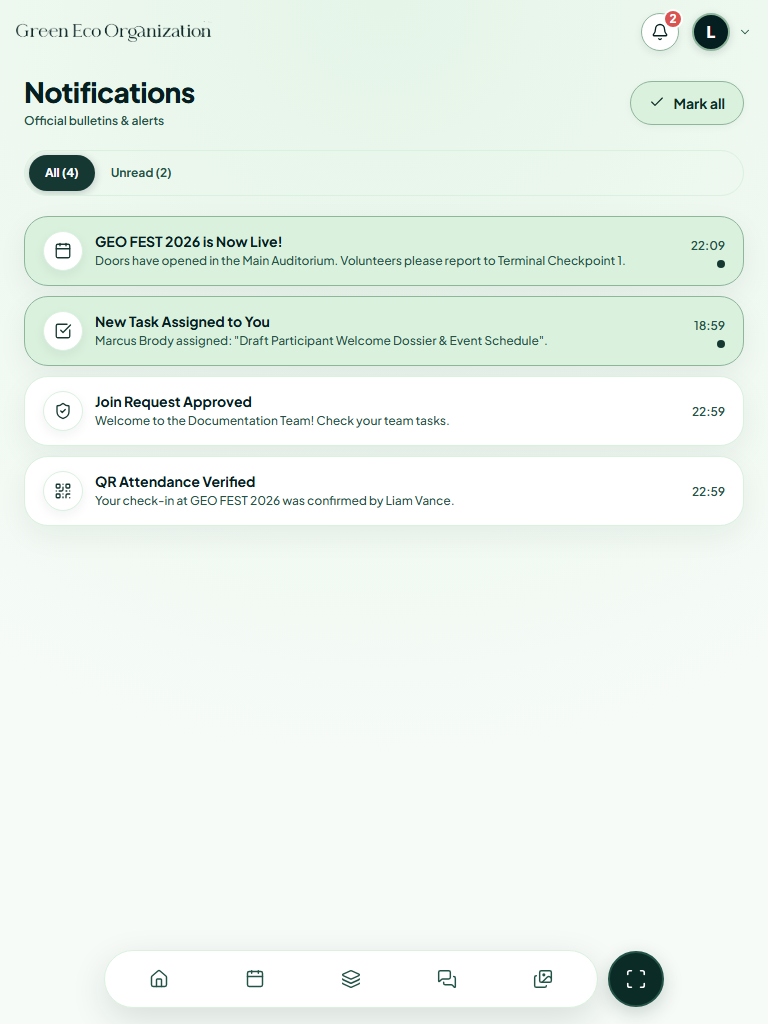 Green Eco Organization
2
L
Notifications
Official bulletins & alerts
Mark all
All (4)
Unread (2)
GEO FEST 2026 is Now Live!
Doors have opened in the Main Auditorium. Volunteers please report to Terminal Checkpoint 1.
22:09
New Task Assigned to You
Marcus Brody assigned: "Draft Participant Welcome Dossier & Event Schedule".
18:59
Join Request Approved
Welcome to the Documentation Team! Check your team tasks.
22:59
QR Attendance Verified
Your check-in at GEO FEST 2026 was confirmed by Liam Vance.
22:59